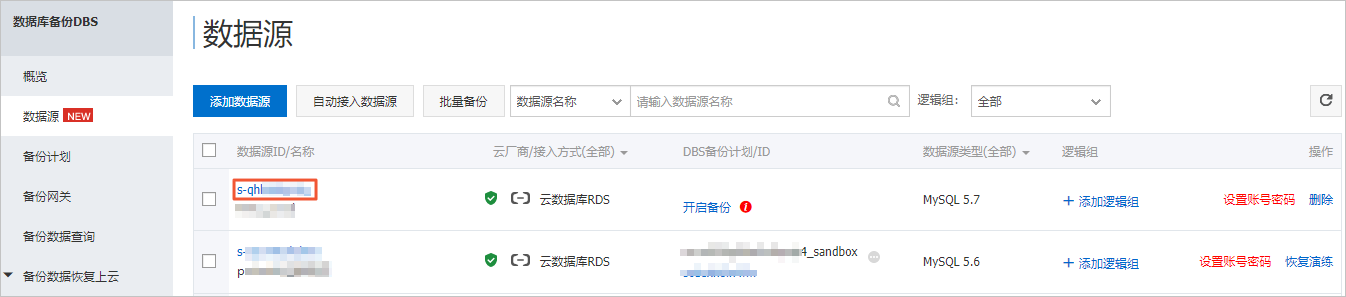 数据库备份DBS
概览
数据源 NEW
备份计划
备份网关
备份数据查询
备份数据恢复上云
数据源
添加数据源 自动接入数据源 批量备份 数据源名称 请输入数据源名称 逻辑组: 全部
数据源ID/名称 云厂商/接入方式(全部) DBS备份计划/ID 数据源类型(全部) 逻辑组 操作
s-qh 云数据库RDS 开启备份 MySQL 5.7 添加逻辑组 设置账号密码 删除
s- 云数据库RDS 4_sandbox MySQL 5.6 添加逻辑组 设置账号密码 恢复演练
p